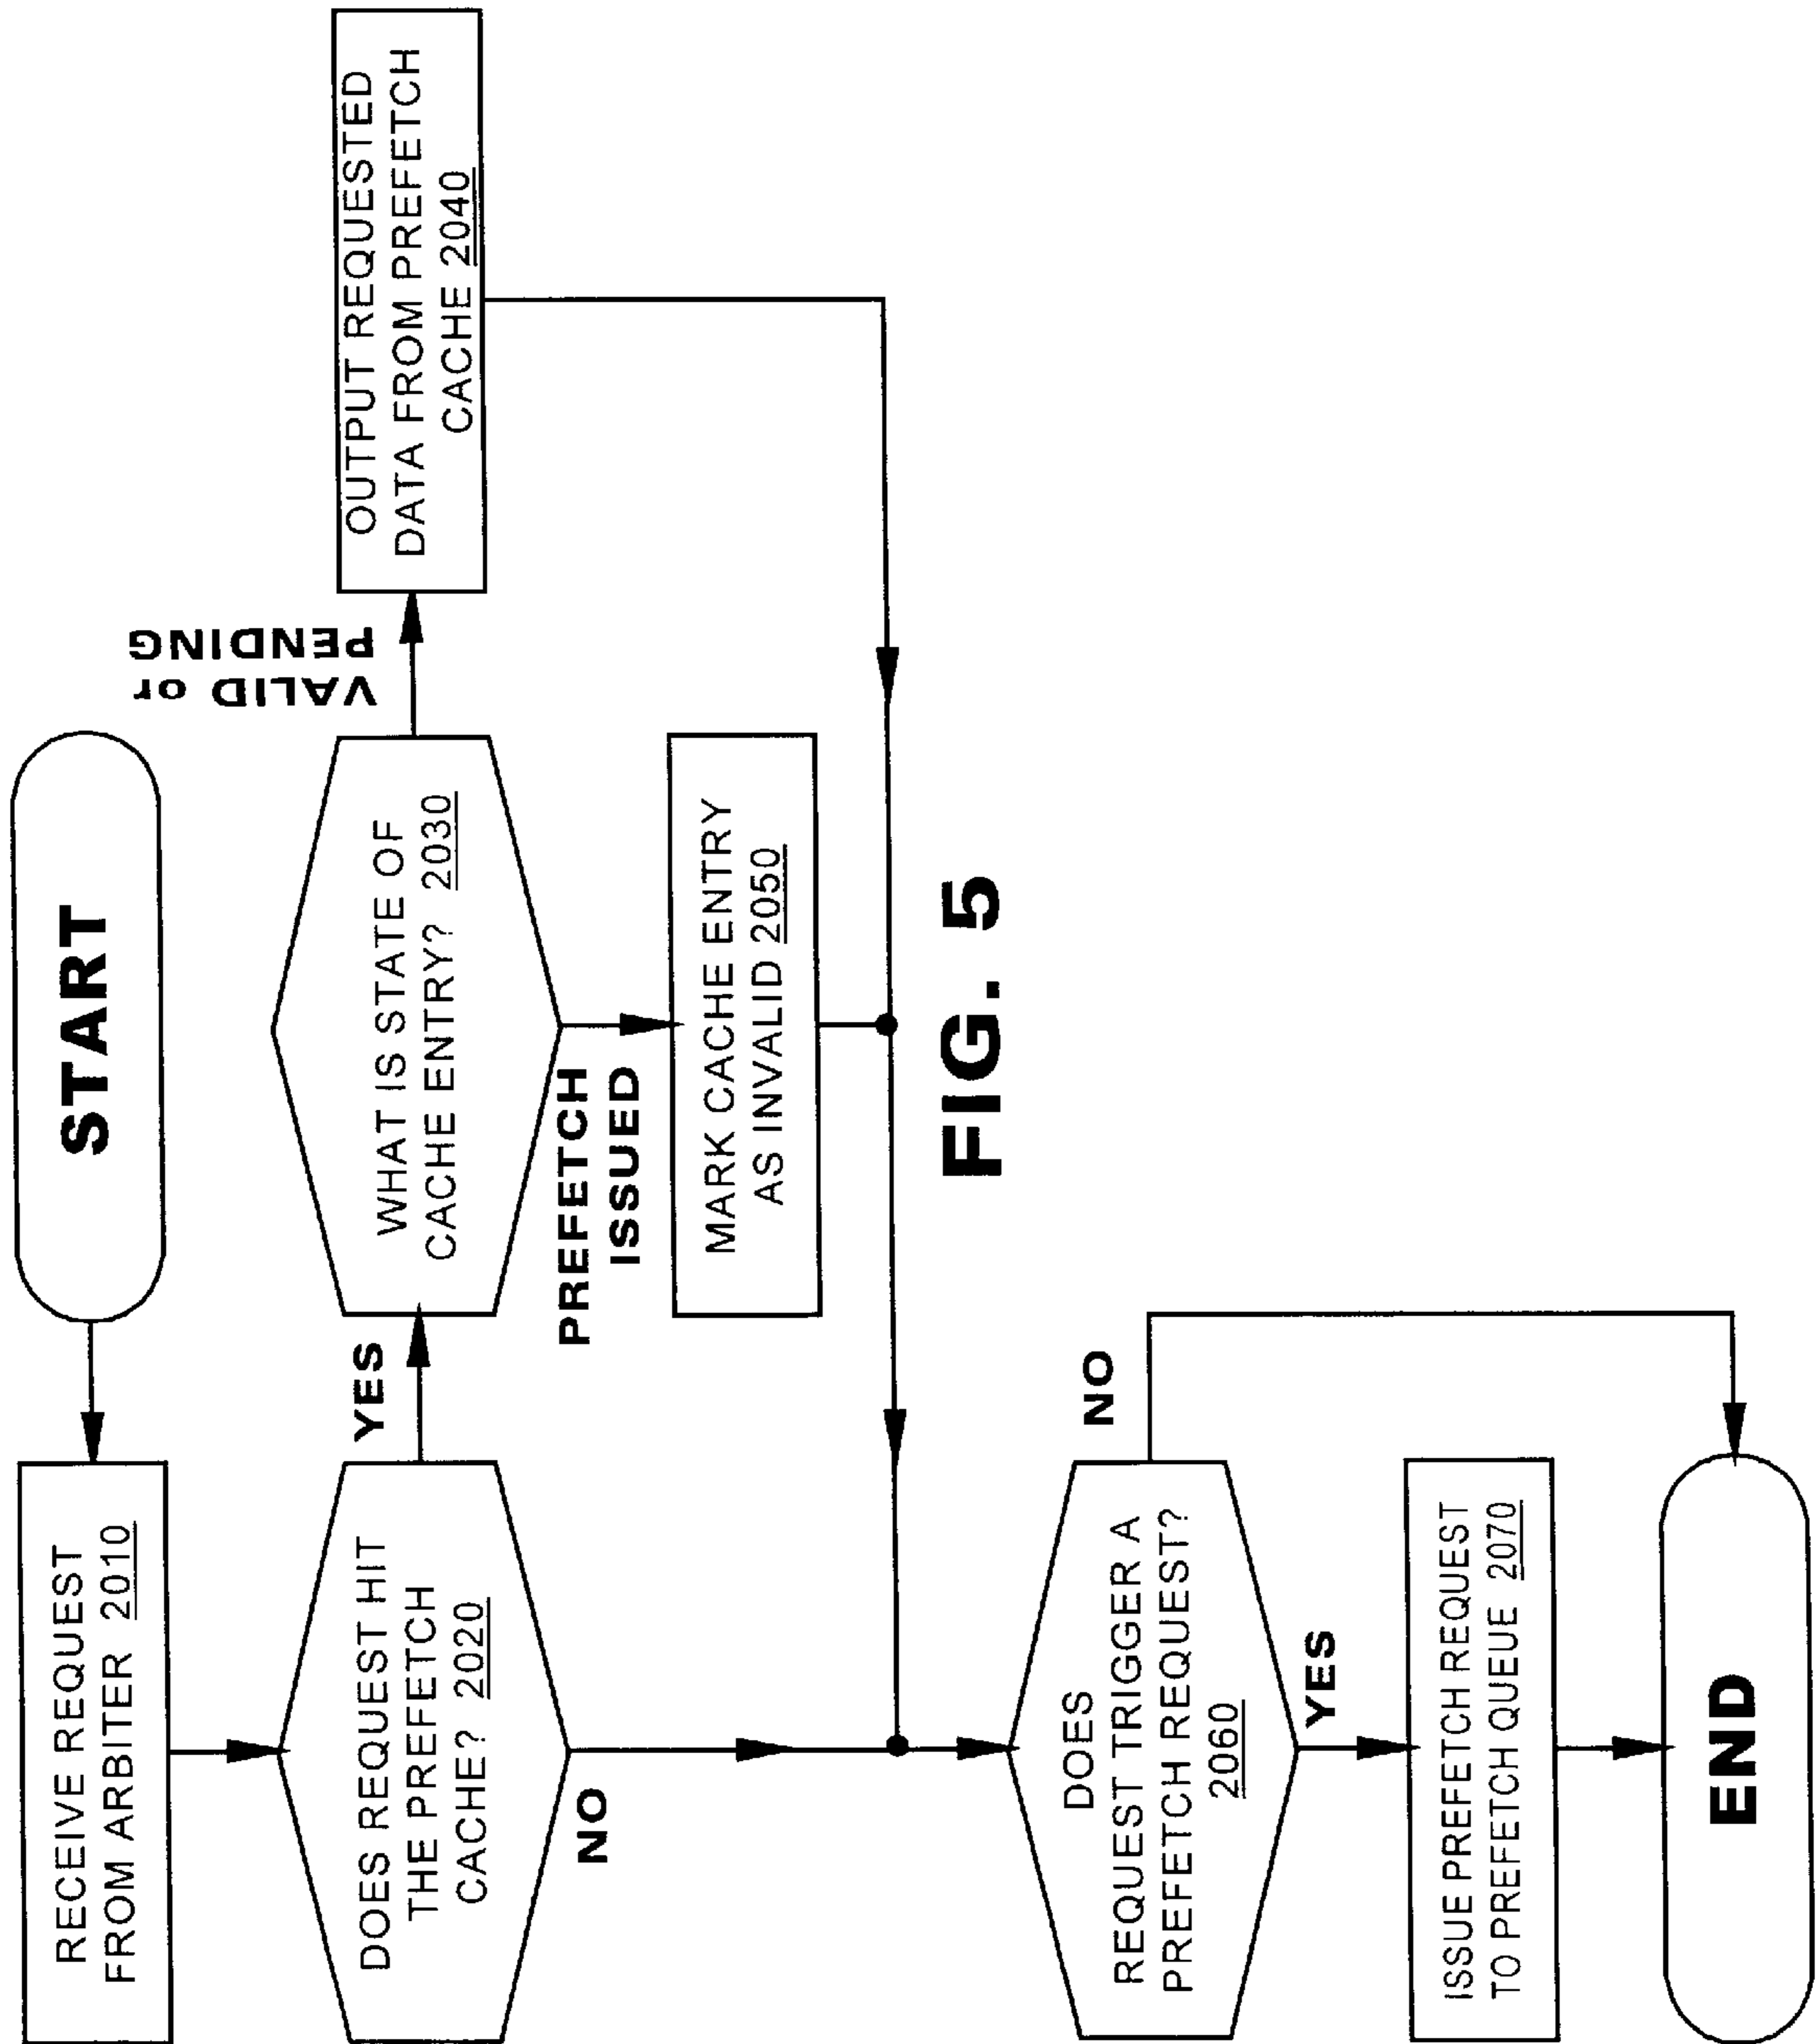 START
RECEIVE REQUEST
FROM ARBITER 2010
DOES REQUEST HIT
THE PREFETCH
CACHE? 2020
YES
NO
WHAT IS STATE OF
CACHE ENTRY? 2030
VALID or
PENDING
OUTPUT REQUESTED
DATA FROM PREFETCH
CACHE 2040
PREFETCH
ISSUED
MARK CACHE ENTRY
AS INVALID 2050
DOES
REQUEST TRIGGER A
PREFETCH REQUEST?
2060
NO
YES
ISSUE PREFETCH REQUEST
TO PREFETCH QUEUE 2070
END
FIG. 5